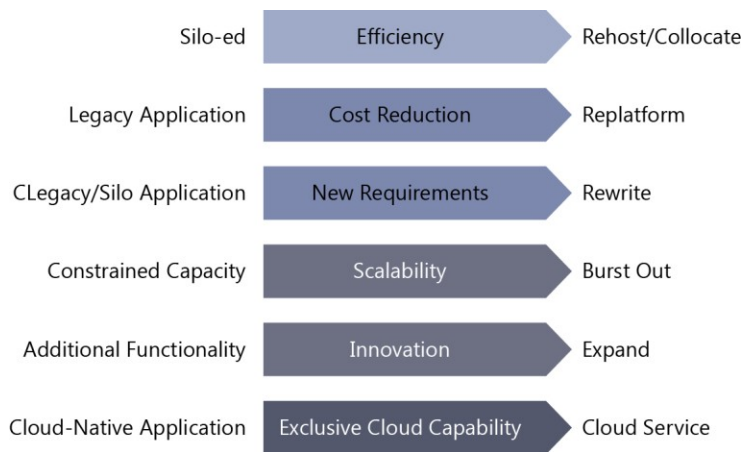 Silo-ed Efficiency Rehost/Collocate
Legacy Application Cost Reduction Replatform
CLegacy/Silo Application New Requirements Rewrite
Constrained Capacity Scalability Burst Out
Additional Functionality Innovation Expand
Cloud-Native Application Exclusive Cloud Capability Cloud Service